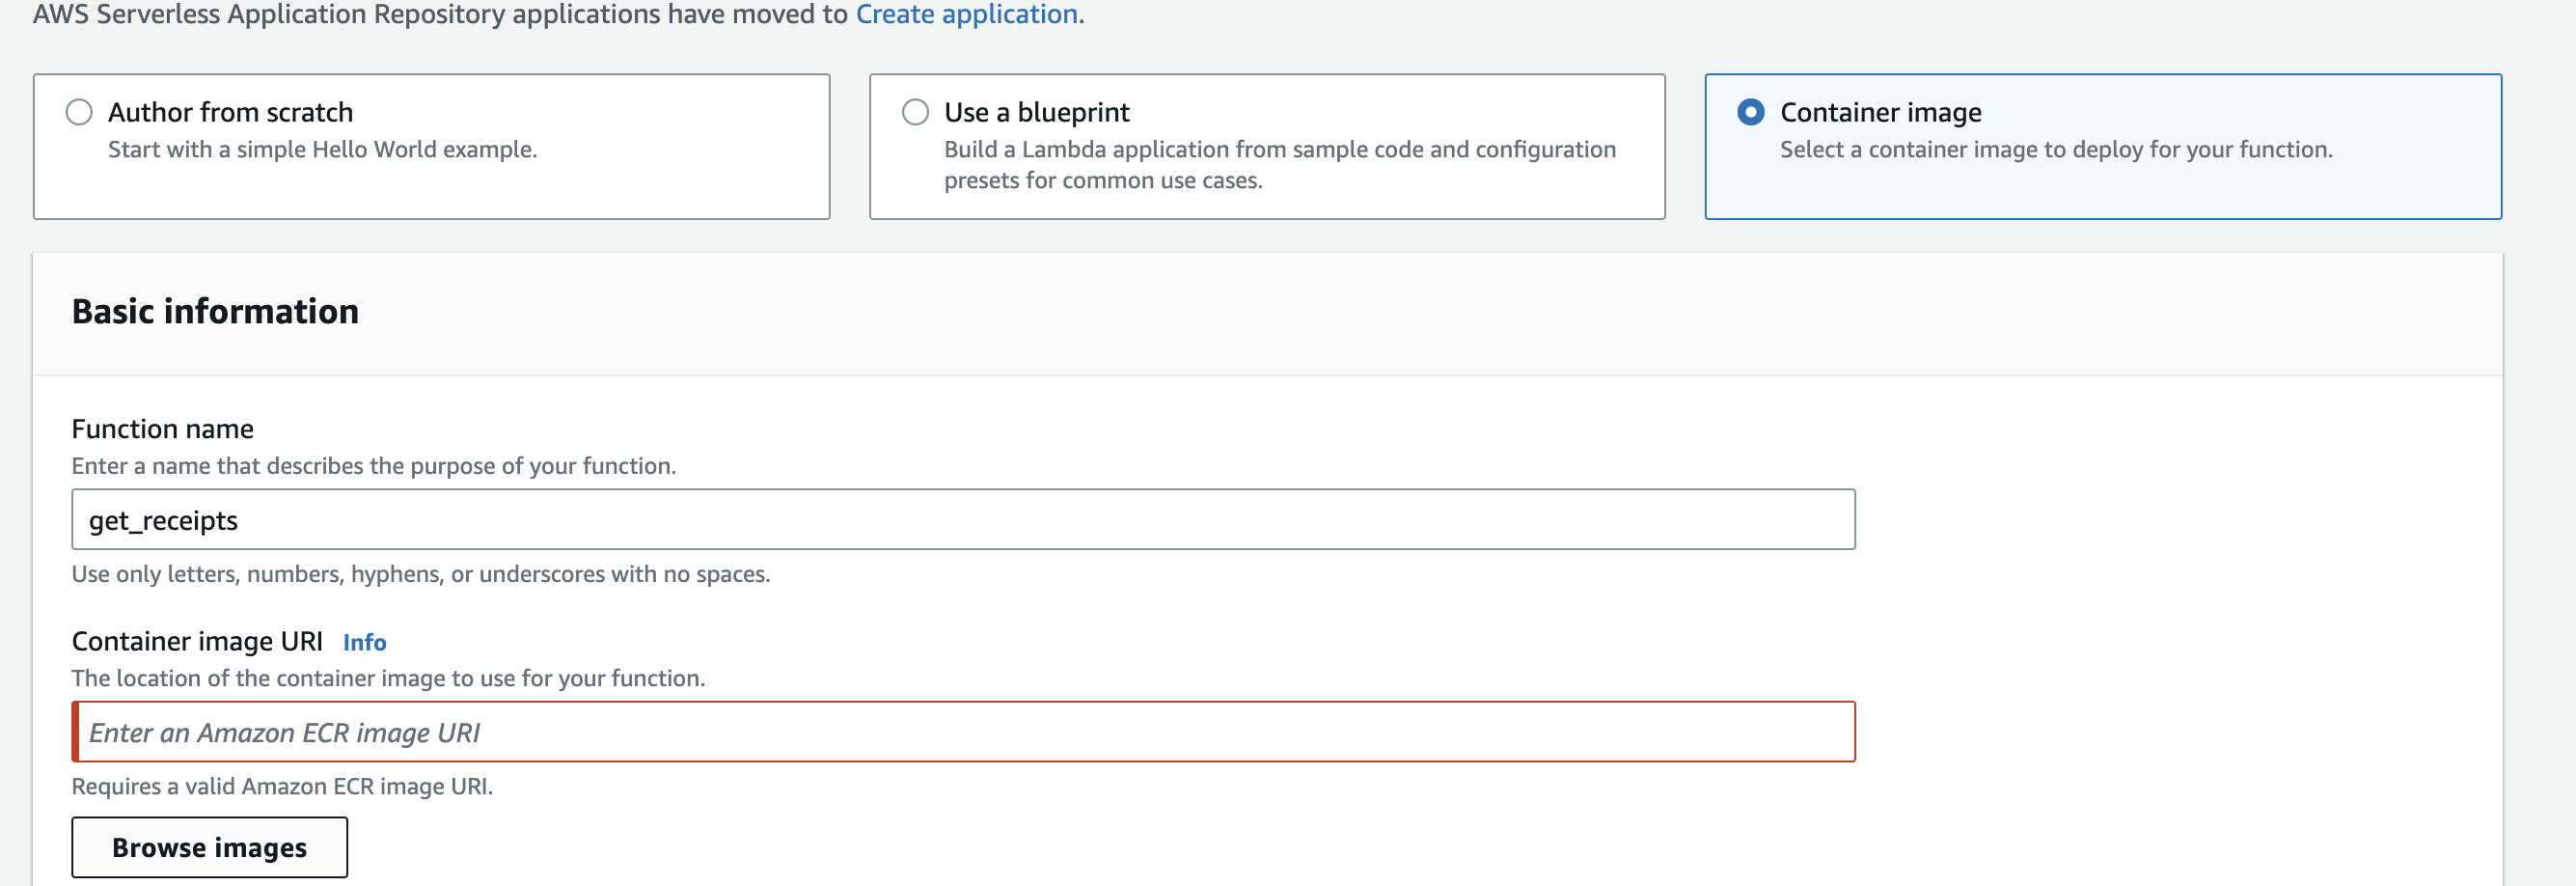 AWS Serverless Application Repository applications have moved to Create application.
Author from scratch
Start with a simple Hello World example.
Use a blueprint
Build a Lambda application from sample code and configuration
presets for common use cases.
Container image
Select a container image to deploy for your function.
Basic information
Function name
Enter a name that describes the purpose of your function.
get_receipts
Use only letters, numbers, hyphens, or underscores with no spaces.
Container image URI Info
The location of the container image to use for your function.
Enter an Amazon ECR image URI
Requires a valid Amazon ECR image URI.
Browse images